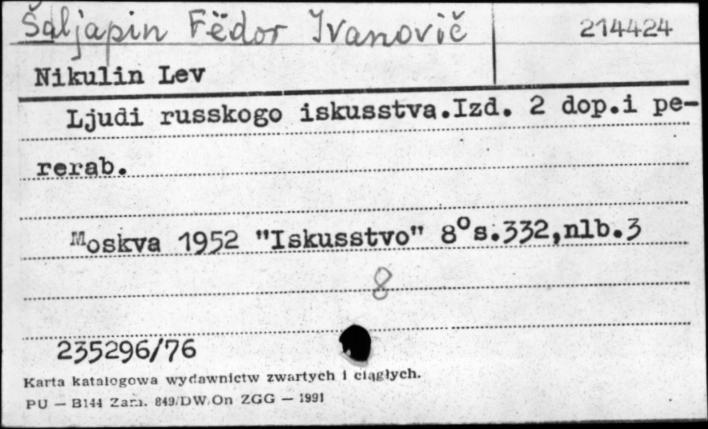 Šaljapin Fëdor Ivanovič
214424
Nikulin Lev
Ljudi russkogo iskusstva.Izd. 2 dop.i pe-
rerab.
Moskva 1952 "Iskusstvo" 8°s.332,nlb.3
8
235296/76
Karta katalogowa wydawnictw zwartych i ciągłych.
PU — B144 Zam. 849/DW/On ZGG — 1991